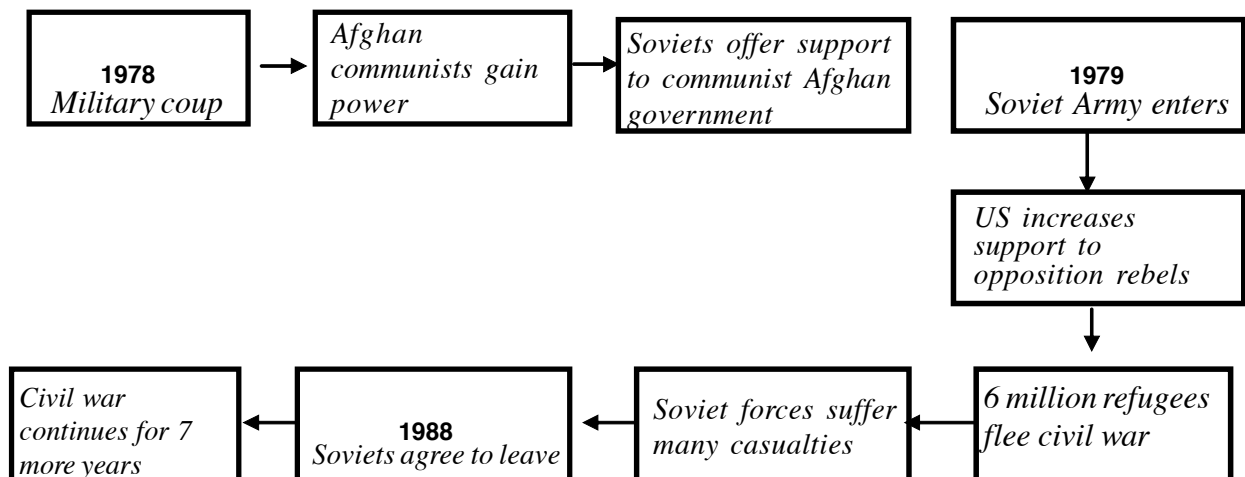 1978
Military coup
Afghan
communists gain
power
Soviets offer support
to communist Afghan
government
1979
Soviet Army enters
US increases
support to
opposition rebels
6 million refugees
flee civil war
Soviet forces suffer
many casualties
1988
Soviets agree to leave
Civil war
continues for 7
more years